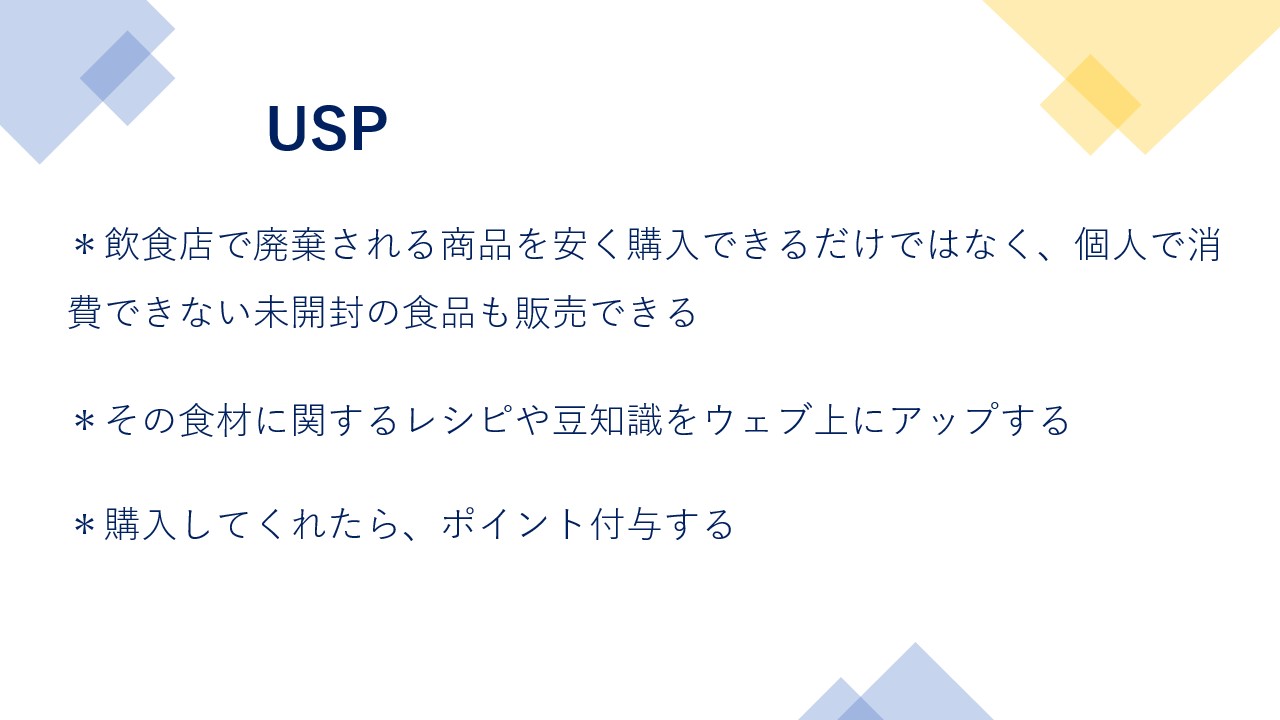 USP
＊飲食店で廃棄される商品を安く購入できるだけではなく、個人で消
費できない未開封の食品も販売できる
＊その食材に関するレシピや豆知識をウェブ上にアップする
＊購入してくれたら、ポイント付与する